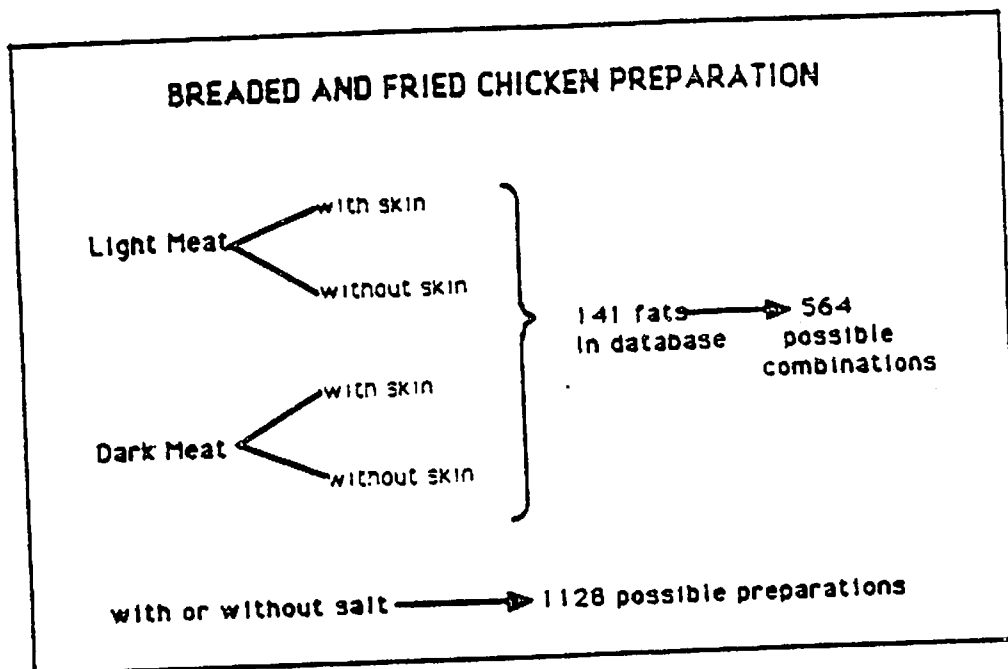 BREADED AND FRIED CHICKEN PREPARATION
with skin
Light Meat
without skin
141 fats
in database
564
possible
combinations
with skin
Dark Meat
without skin
with or without salt
1128 possible preparations